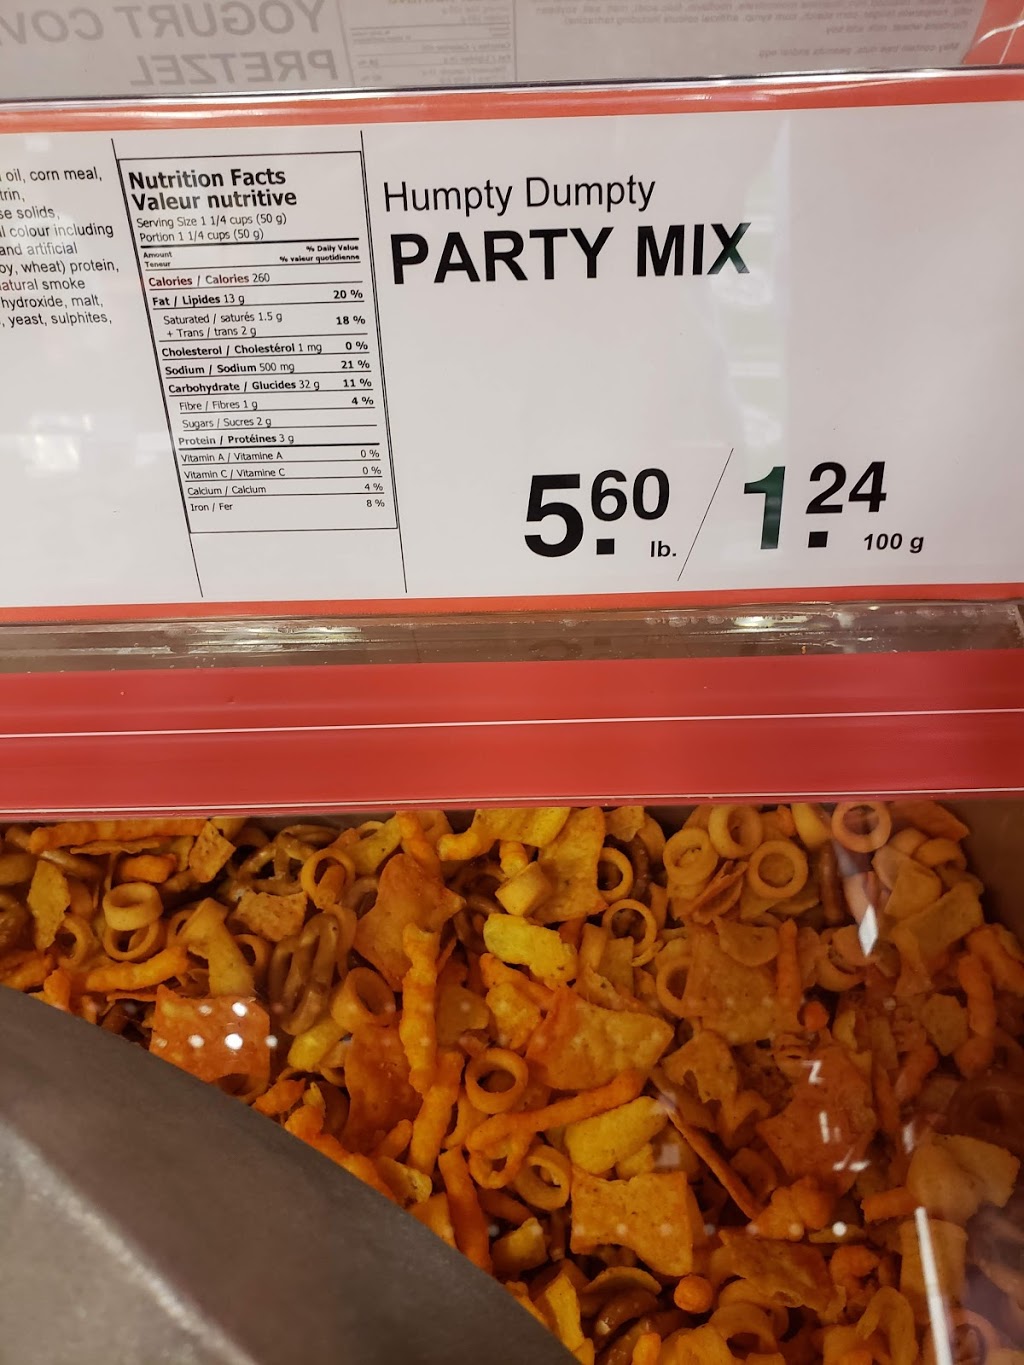 YOGURT COV
PRETZEL
oil, corn meal,
trin,
se solids,
l colour including
and artificial
oy, wheat) protein,
natural smoke
hydroxide, malt,
, yeast, sulphites,
Nutrition Facts
Valeur nutritive
Serving Size 1 1/4 cups (50 g)
Portion 1 1/4 cups (50 g)
Amount % Daily Value
Teneur % valeur quotidienne
Calories / Calories 260
Fat / Lipides 13 g 20 %
Saturated / saturés 1.5 g
+ Trans / trans 2 g 18 %
Cholesterol / Cholestérol 1 mg 0 %
Sodium / Sodium 500 mg 21 %
Carbohydrate / Glucides 32 g 11 %
Fibre / Fibres 1 g 4 %
Sugars / Sucres 2 g
Protein / Protéines 3 g
Vitamin A / Vitamine A 0 %
Vitamin C / Vitamine C 0 %
Calcium / Calcium 4 %
Iron / Fer 8 %
Humpty Dumpty
PARTY MIX
5.60 lb. / 1.24 100 g